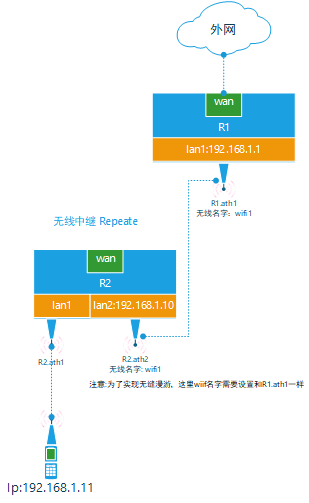 外网
wan
R1
lan1:192.168.1.1
R1.ath1
无线名字：wifi1
无线中继 Repeate
wan
R2
lan1
lan2:192.168.1.10
R2.ath1
R2.ath2
无线名字: wifi1
注意:为了实现无缝漫游，这里wiif名字需要设置和R1.ath1一样
Ip:192.168.1.11